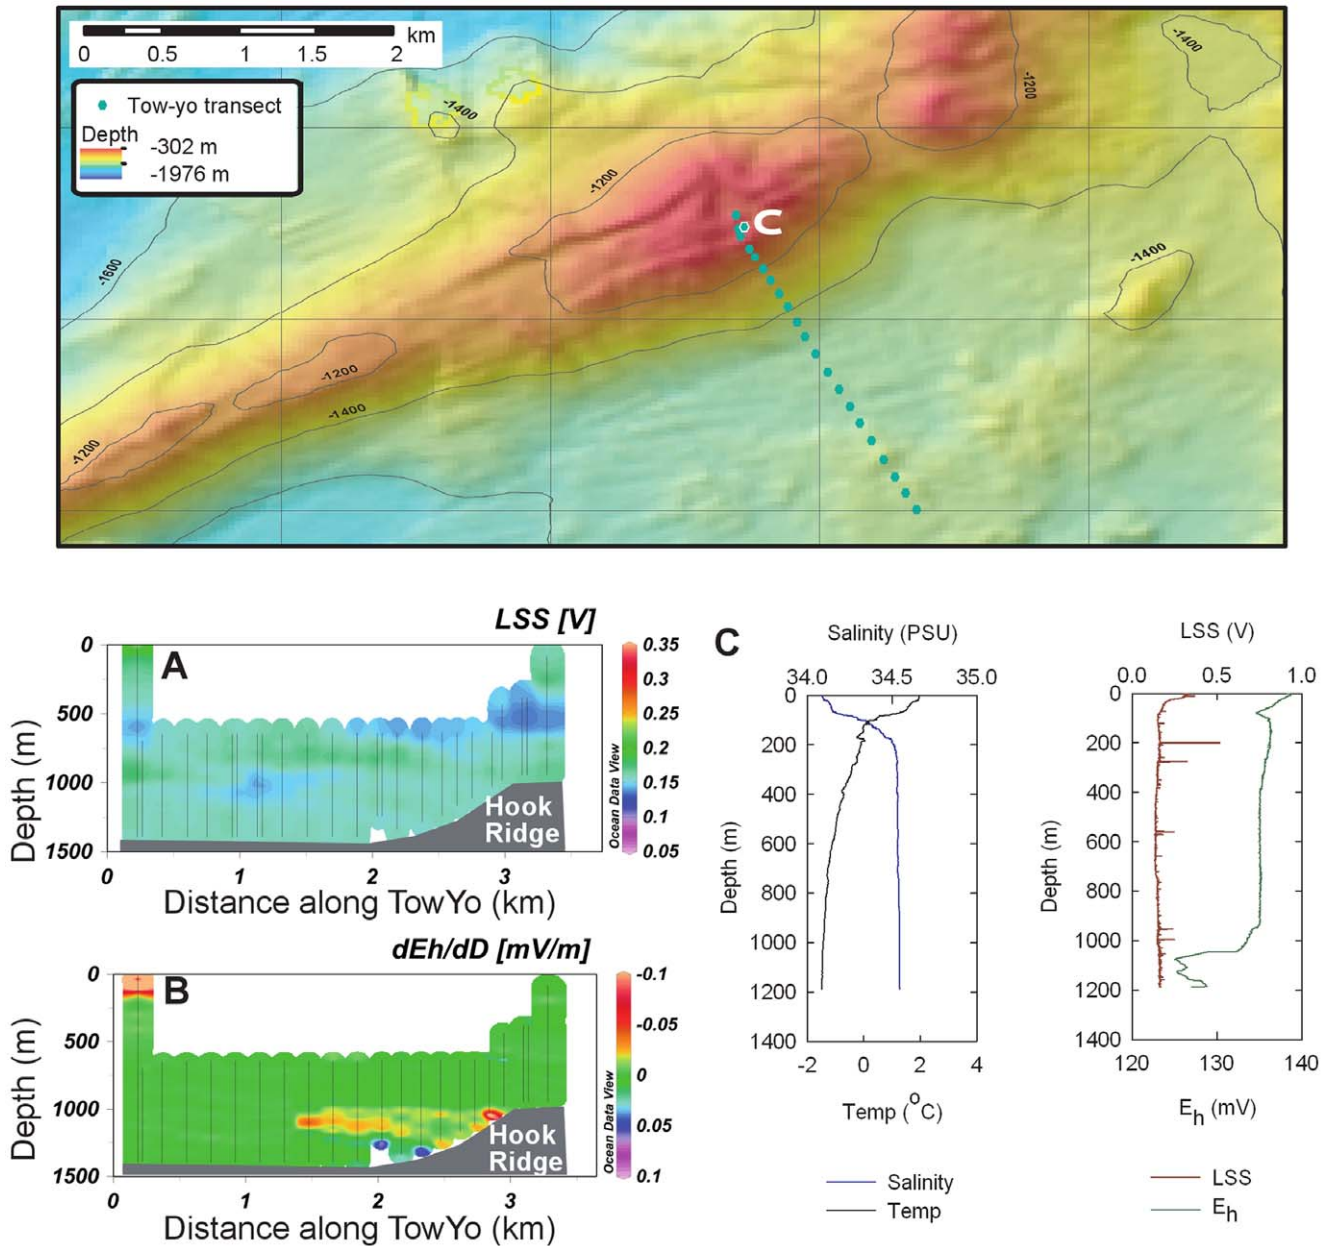 km
0 0.5 1 1.5 2
Tow-yo transect
Depth
-302 m
-1976 m
-1400
-1400
-1200
-1200
-1600
C
-1400
-1200
-1400
-1200
LSS [V]
A
0
500
1000
1500
Depth (m)
Hook
Ridge
0 1 2 3
Distance along TowYo (km)
0.35
0.3
0.25
0.2
0.15
0.1
0.05
Ocean Data View
dEh/dD [mV/m]
B
0
500
1000
1500
Depth (m)
Hook
Ridge
0 1 2 3
Distance along TowYo (km)
-0.1
-0.05
0
0.05
0.1
Ocean Data View
C
Salinity (PSU)
34.0 34.5 35.0
0
200
400
600
800
1000
1200
1400
Depth (m)
-2 0 2 4
Temp (°C)
Salinity
Temp
LSS (V)
0.0 0.5 1.0
0
200
400
600
800
1000
1200
1400
Depth (m)
120 130 140
Eh (mV)
LSS
Eh